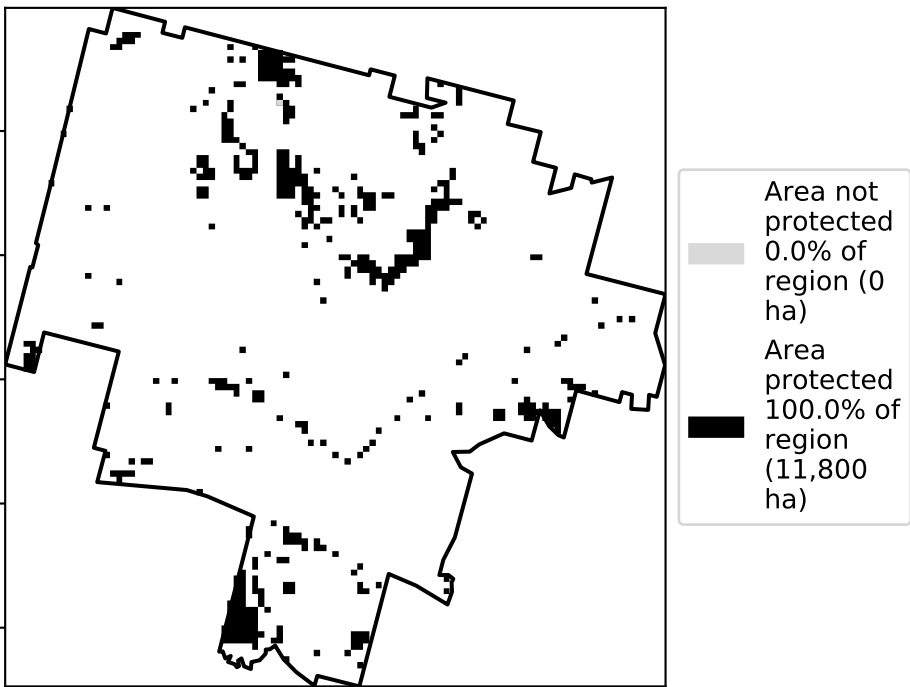 Area not
protected
0.0% of
region (0
ha)
Area
protected
100.0% of
region
(11,800
ha)